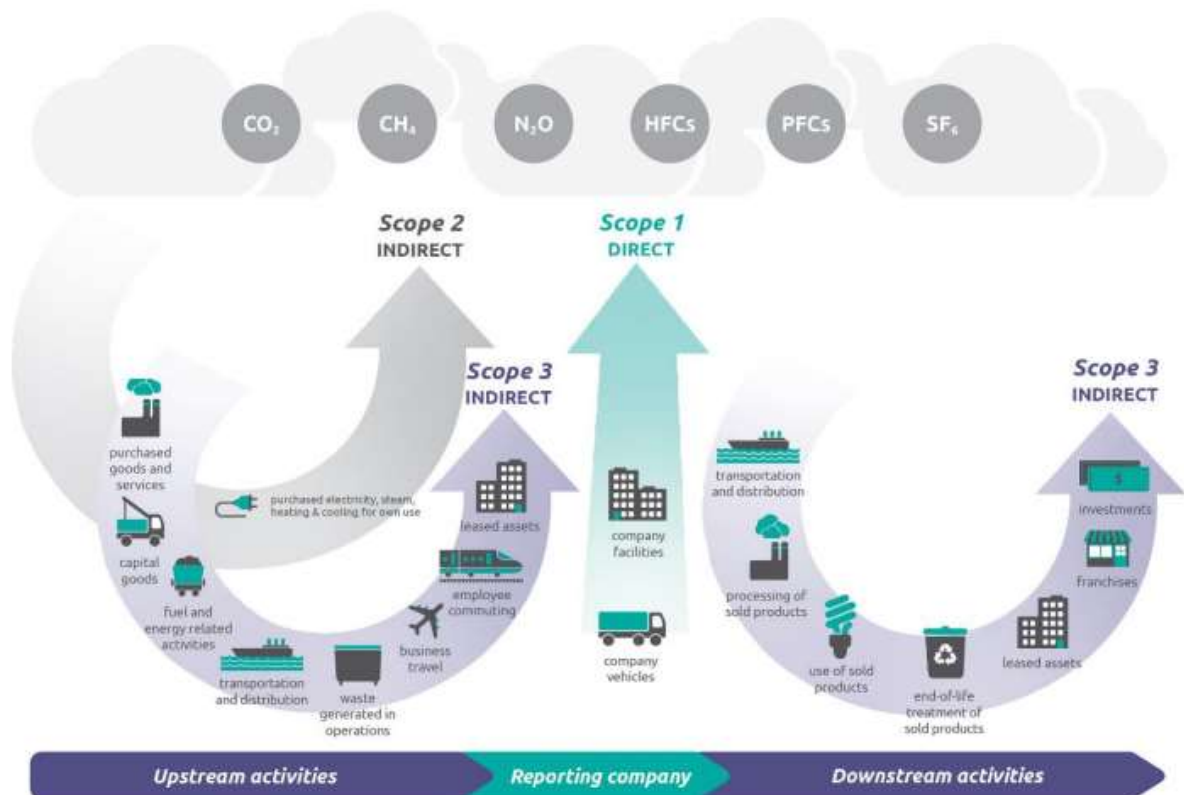 CO₂
CH₄
N₂O
HFCs
PFCs
SF₆
Scope 2
INDIRECT
Scope 1
DIRECT
Scope 3
INDIRECT
Scope 3
INDIRECT
purchased
goods and
services
capital
goods
fuel and
energy related
activities
transportation
and distribution
waste
generated in
operations
business
travel
employee
commuting
leased assets
purchased electricity, steam,
heating & cooling for own use
company
facilities
company
vehicles
transportation
and distribution
processing of
sold products
use of sold
products
end-of-life
treatment of
sold products
leased assets
franchises
$
investments
Upstream activities
Reporting company
Downstream activities